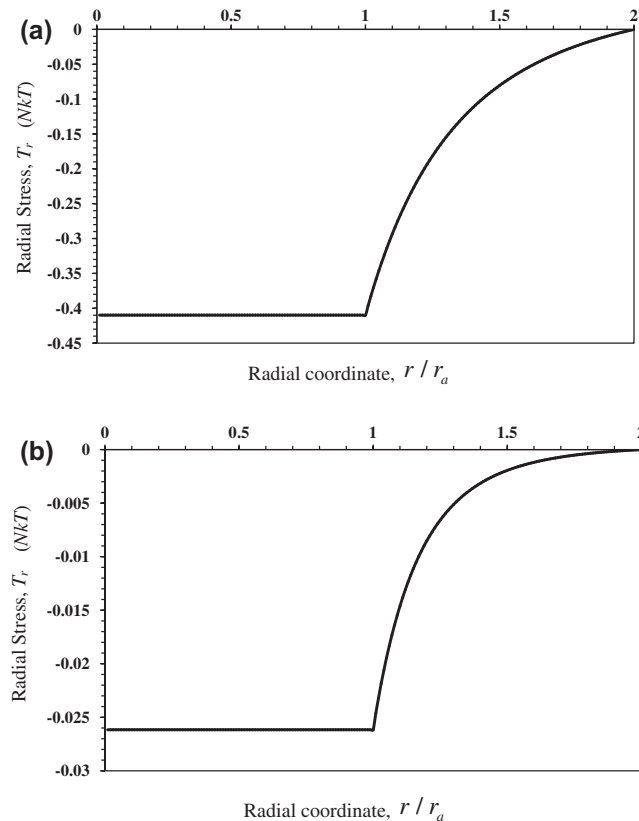 (a)
0 0.5 1 1.5 2
0
-0.05
-0.1
-0.15
-0.2
-0.25
-0.3
-0.35
-0.4
-0.45
Radial Stress, T_r (NkT)
Radial coordinate, r / r_a
(b)
0 0.5 1 1.5 2
0
-0.005
-0.01
-0.015
-0.02
-0.025
-0.03
Radial Stress, T_r (NkT)
Radial coordinate, r / r_a